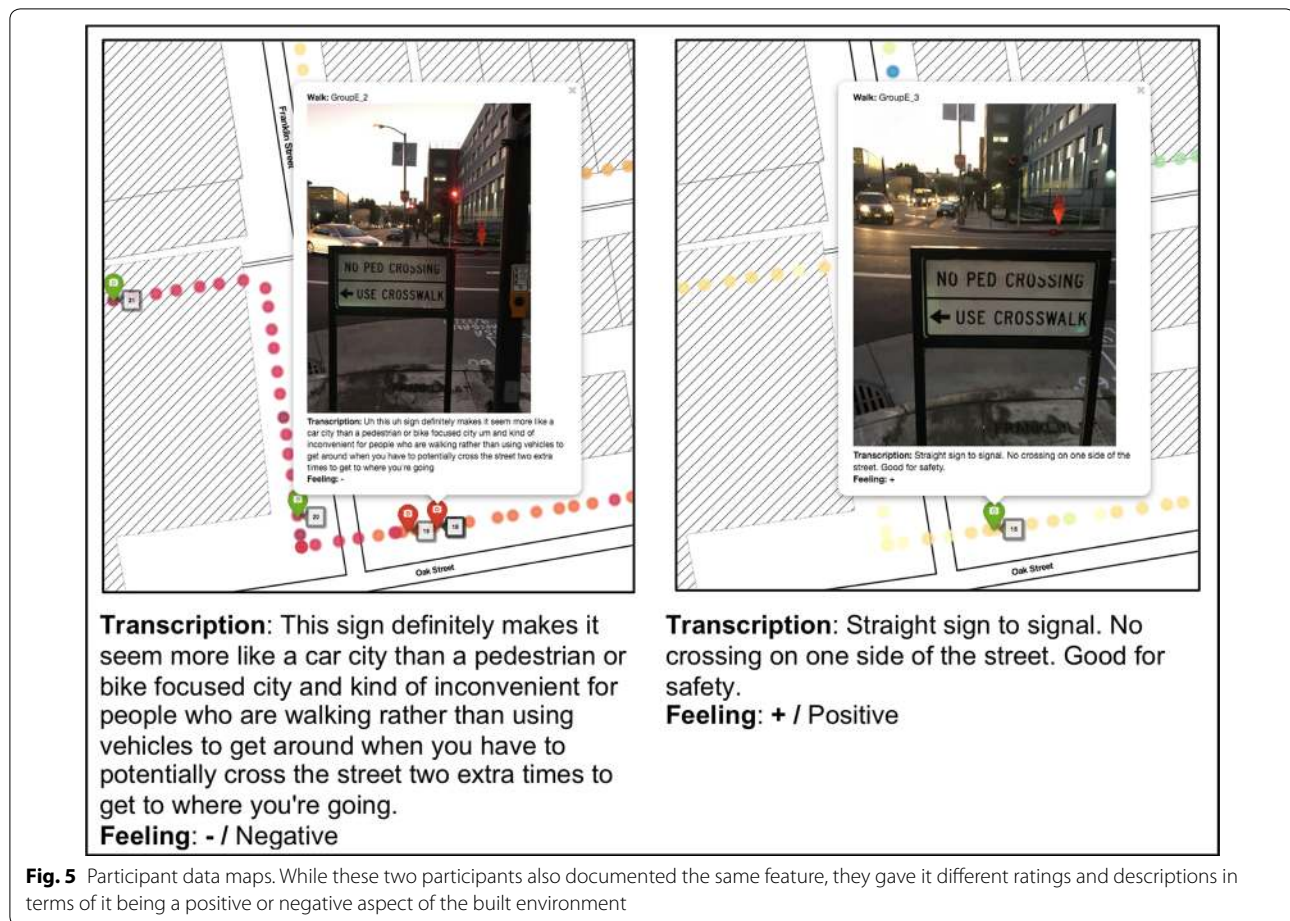 Franklin Street
Walk: GroupE_2
NO PED CROSSING
← USE CROSSWALK
Transcription: Uh this uh sign definitely makes it seem more like a
car city than a pedestrian or bike focused city um and kind of
inconvenient for people who are walking rather than using vehicles to
get around when you have to potentially cross the street two extra
times to get to where you're going
Feeling: -
21
20
19
18
Oak Street
Walk: GroupE_3
NO PED CROSSING
← USE CROSSWALK
FRANKLIN
Transcription: Straight sign to signal. No crossing on one side of the
street. Good for safety.
Feeling: +
Oak Street
Transcription: This sign definitely makes it
seem more like a car city than a pedestrian or
bike focused city and kind of inconvenient for
people who are walking rather than using
vehicles to get around when you have to
potentially cross the street two extra times to
get to where you're going.
Feeling: - / Negative
Transcription: Straight sign to signal. No
crossing on one side of the street. Good for
safety.
Feeling: + / Positive
Fig. 5 Participant data maps. While these two participants also documented the same feature, they gave it different ratings and descriptions in
terms of it being a positive or negative aspect of the built environment